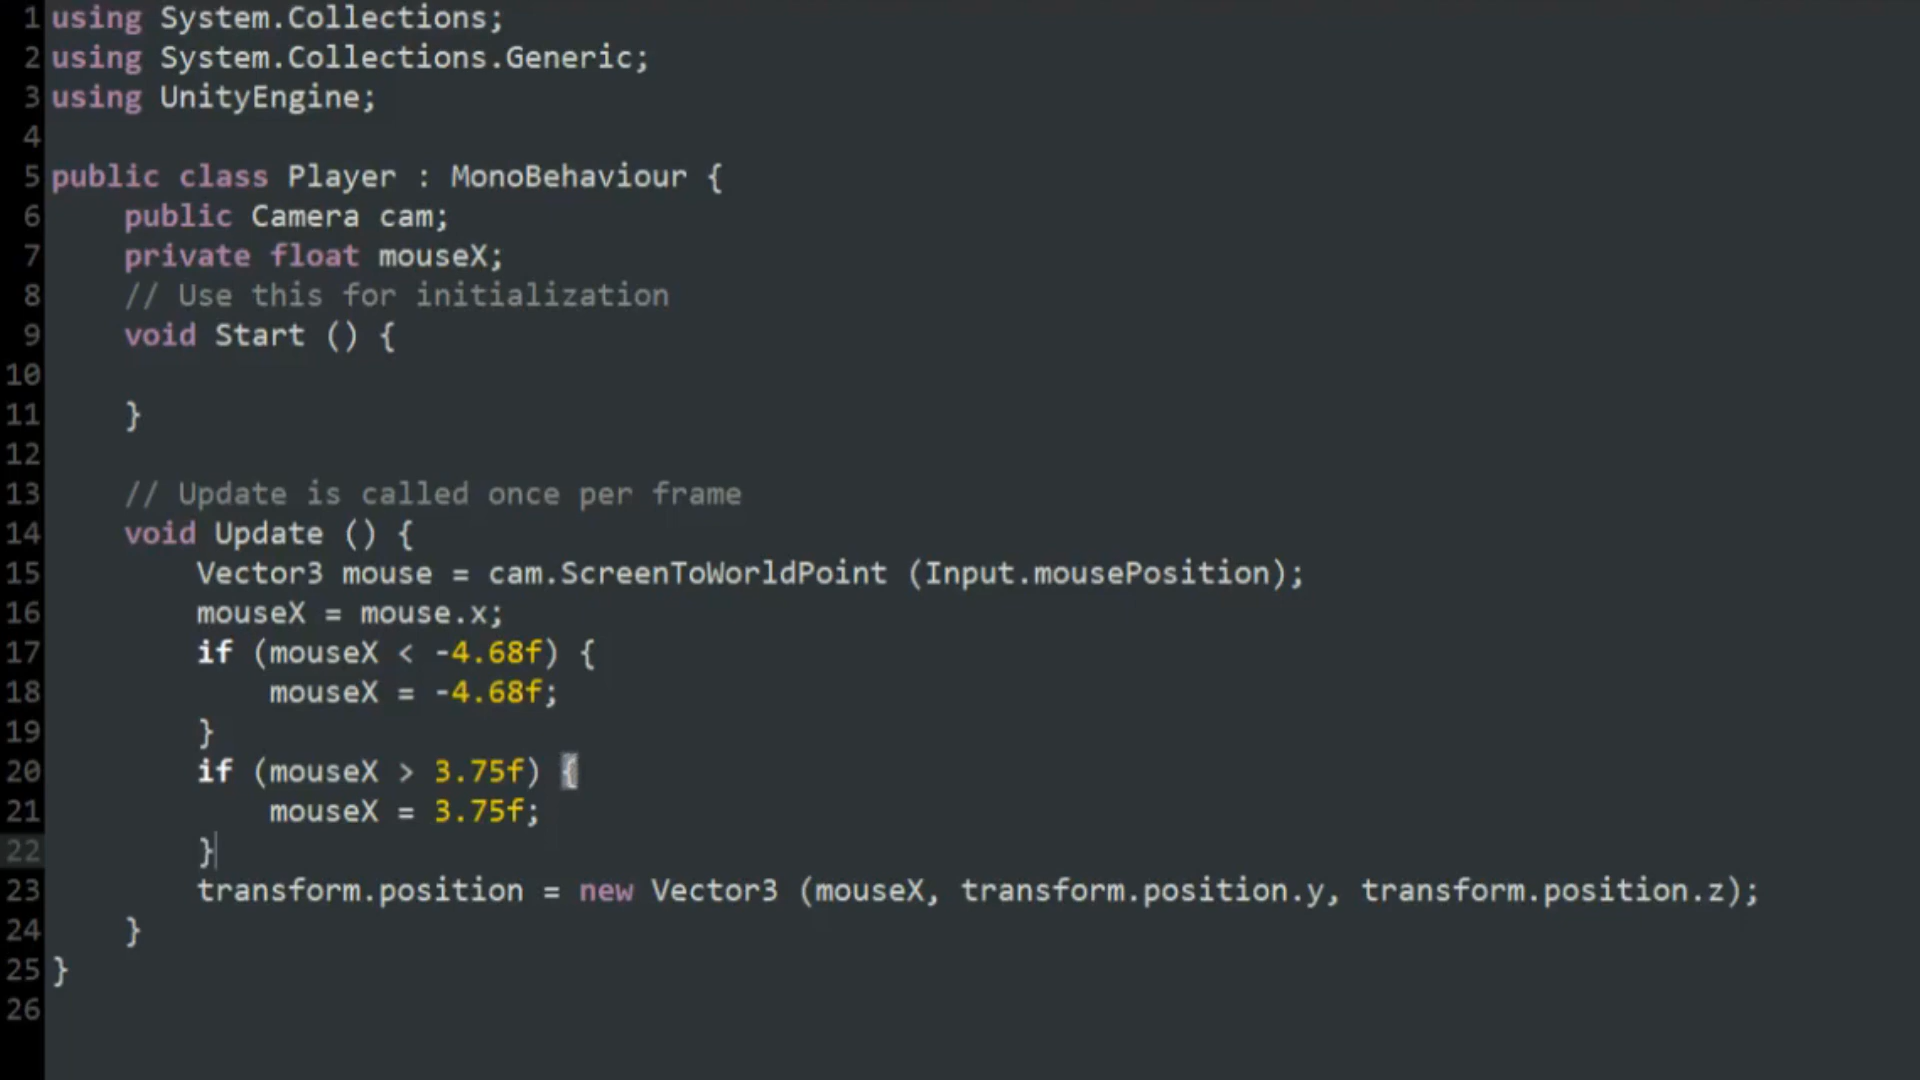 1 using System.Collections;
2 using System.Collections.Generic;
3 using UnityEngine;
4
5 public class Player : MonoBehaviour {
6     public Camera cam;
7     private float mouseX;
8     // Use this for initialization
9     void Start () {
10
11     }
12
13     // Update is called once per frame
14     void Update () {
15         Vector3 mouse = cam.ScreenToWorldPoint (Input.mousePosition);
16         mouseX = mouse.x;
17         if (mouseX < -4.68f) {
18             mouseX = -4.68f;
19         }
20         if (mouseX > 3.75f) {
21             mouseX = 3.75f;
22         }
23         transform.position = new Vector3 (mouseX, transform.position.y, transform.position.z);
24     }
25 }
26